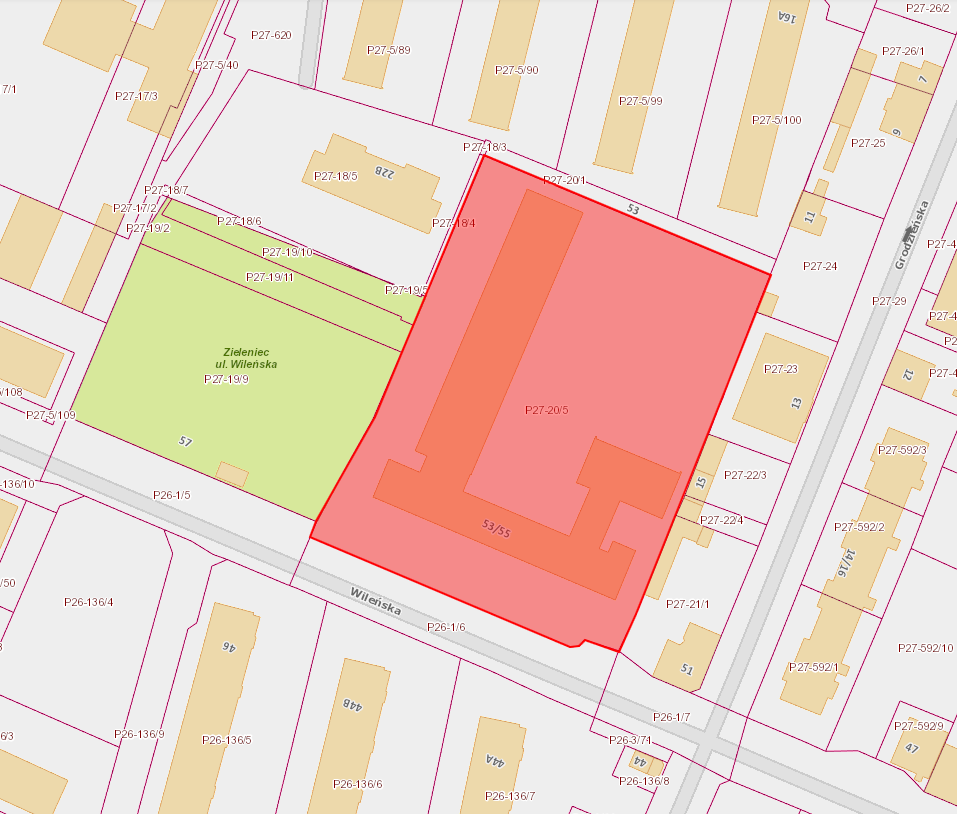 P27-26/2
16A
P27-620
P27-5/89
P27-26/1
P27-5/40
P27-5/90
7
7/1
P27-17/3
P27-5/99
P27-5/100
9
P27-25
P27-18/3
22B
P27-18/5
P27-20/1
P27-18/7
P27-17/2
53
11
P27-18/6
P27-18/4
P27-19/2
Grodzieńska
P27-4
P27-19/10
P27-24
P27-19/11
P27-19/5
P27-29
P27-4
P2
Zieleniec
ul. Wileńska
P27-23
P27-4
12
P27-19/9
/108
13
P27-20/5
P27-5/109
57
P27-592/3
P27-22/3
136/10
15
P26-1/5
P27-22/4
53/55
P27-592/2
14/16
/50
P26-136/4
Wileńska
P27-21/1
P26-1/6
46
P27-592/10
51
P27-592/1
44B
P26-1/7
P27-592/9
6/3
P26-136/9
P26-136/5
P26-3/71
47
44A
44
P26-136/6
P26-136/8
P26-136/7